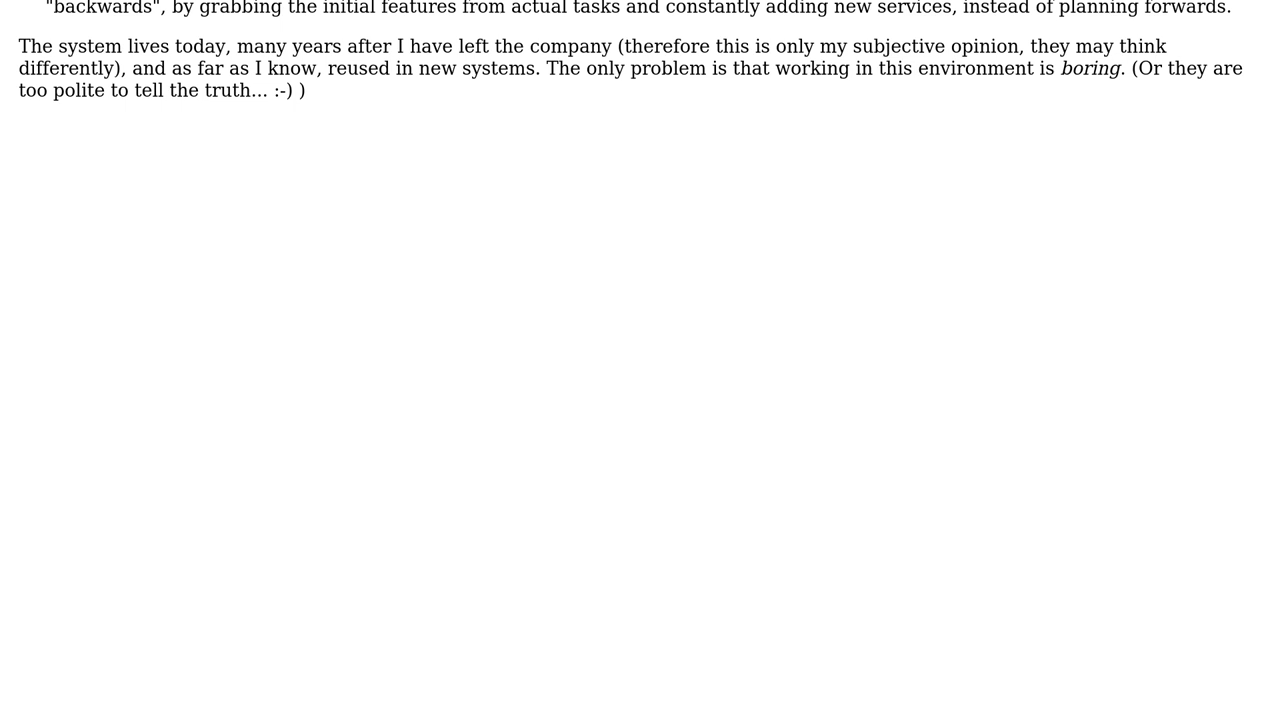 "backwards", by grabbing the initial features from actual tasks and constantly adding new services, instead of planning forwards.
The system lives today, many years after I have left the company (therefore this is only my subjective opinion, they may think
differently), and as far as I know, reused in new systems. The only problem is that working in this environment is boring. (Or they are
too polite to tell the truth... :-) )